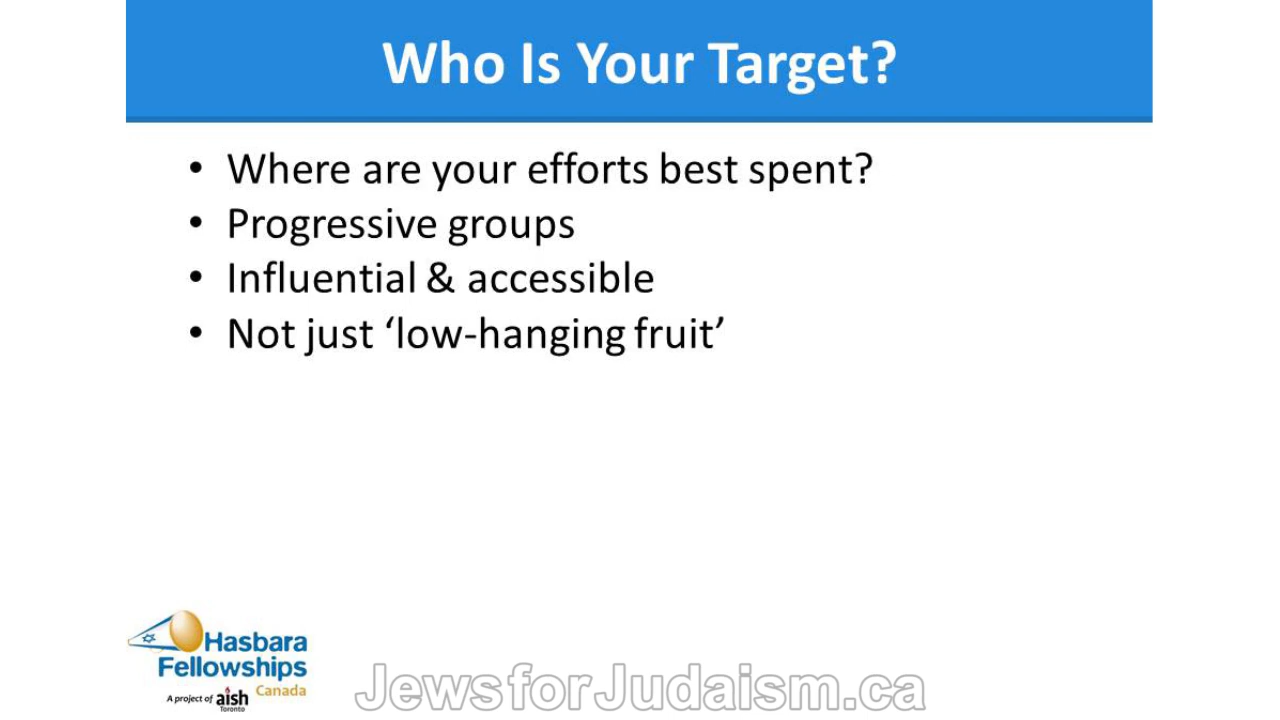 Who Is Your Target?
• Where are your efforts best spent?
• Progressive groups
• Influential & accessible
• Not just ‘low-hanging fruit’
Hasbara
Fellowships
A project of aish Canada
Toronto
JewsforJudaism.ca